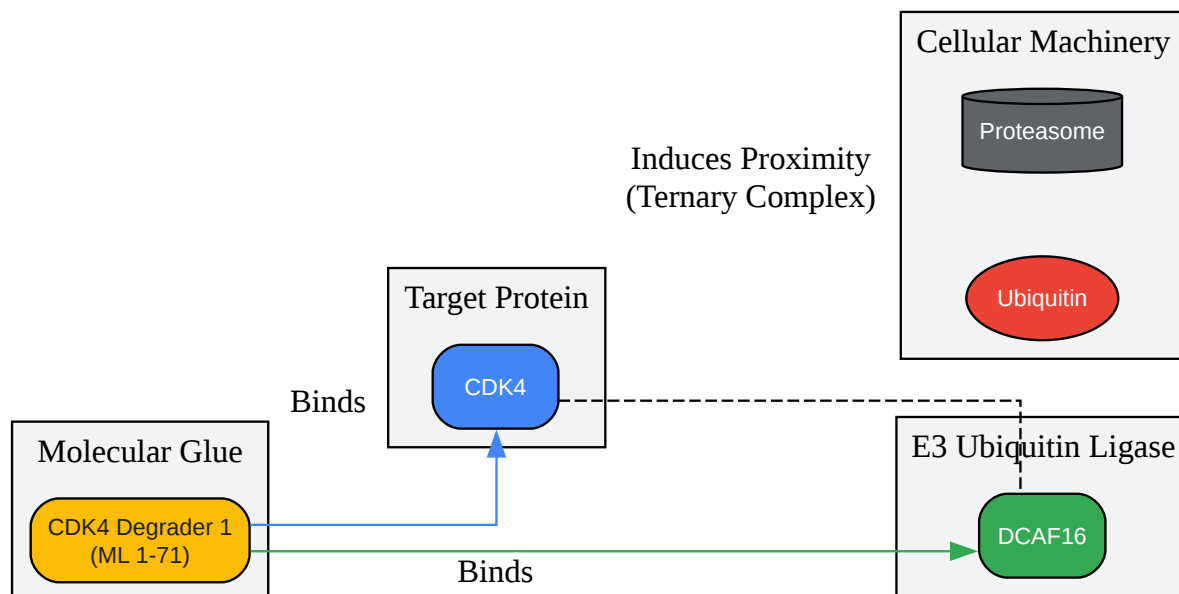 Cellular Machinery
Proteasome
Induces Proximity
(Ternary Complex)
Ubiquitin
Target Protein
CDK4
Binds
Molecular Glue
E3 Ubiquitin Ligase
CDK4 Degrader 1
(ML 1-71)
DCAF16
Binds